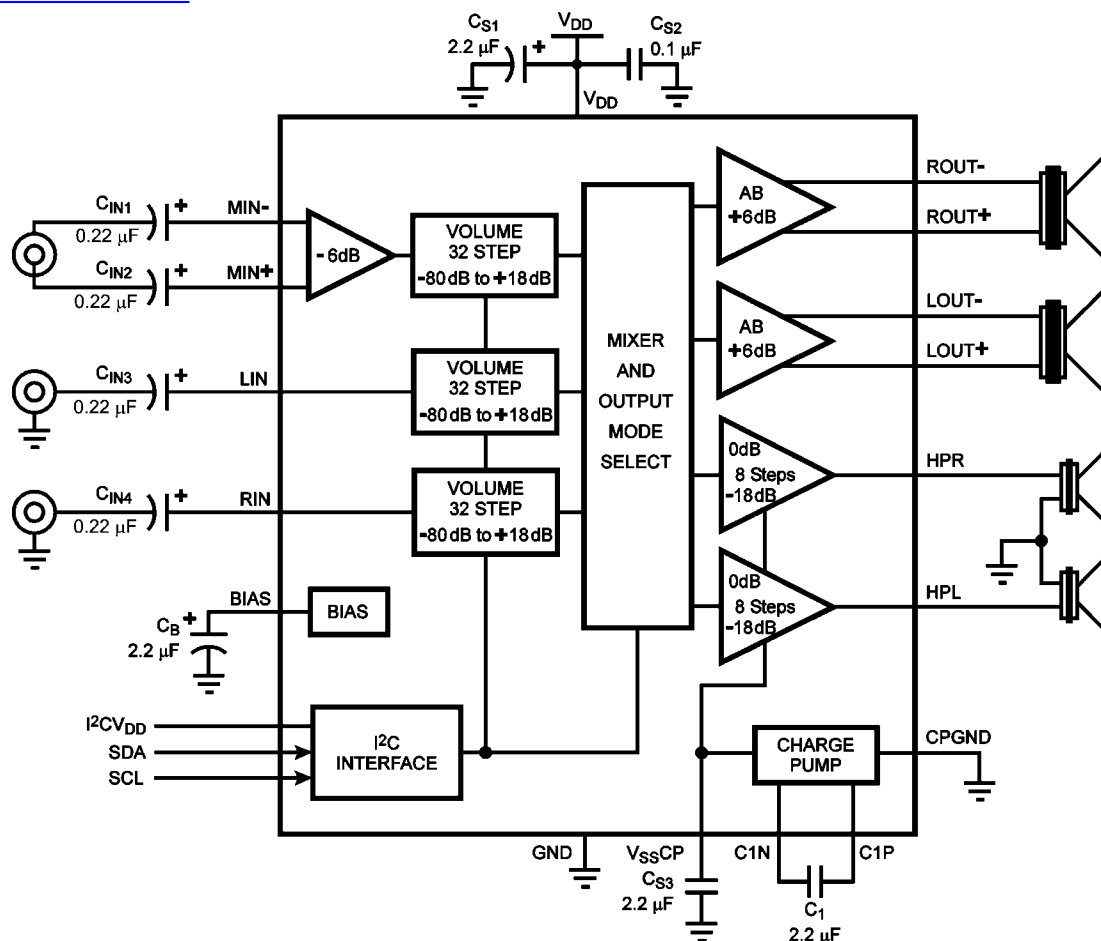 CS1
2.2 µF
+
VDD
CS2
0.1 µF
VDD
CIN1
0.22 µF
+
MIN-
CIN2
0.22 µF
+
MIN+
- 6dB
VOLUME
32 STEP
-80dB to +18dB
CIN3
0.22 µF
+
LIN
VOLUME
32 STEP
-80dB to +18dB
CIN4
0.22 µF
+
RIN
VOLUME
32 STEP
-80dB to +18dB
MIXER
AND
OUTPUT
MODE
SELECT
AB
+6dB
ROUT-
ROUT+
AB
+6dB
LOUT-
LOUT+
0dB
8 Steps
-18dB
HPR
0dB
8 Steps
-18dB
HPL
BIAS
BIAS
CB
+
2.2 µF
I²CVDD
SDA
SCL
I²C
INTERFACE
CHARGE
PUMP
CPGND
GND
VSSCP
CS3
2.2 µF
C1N
C1P
C1
2.2 µF